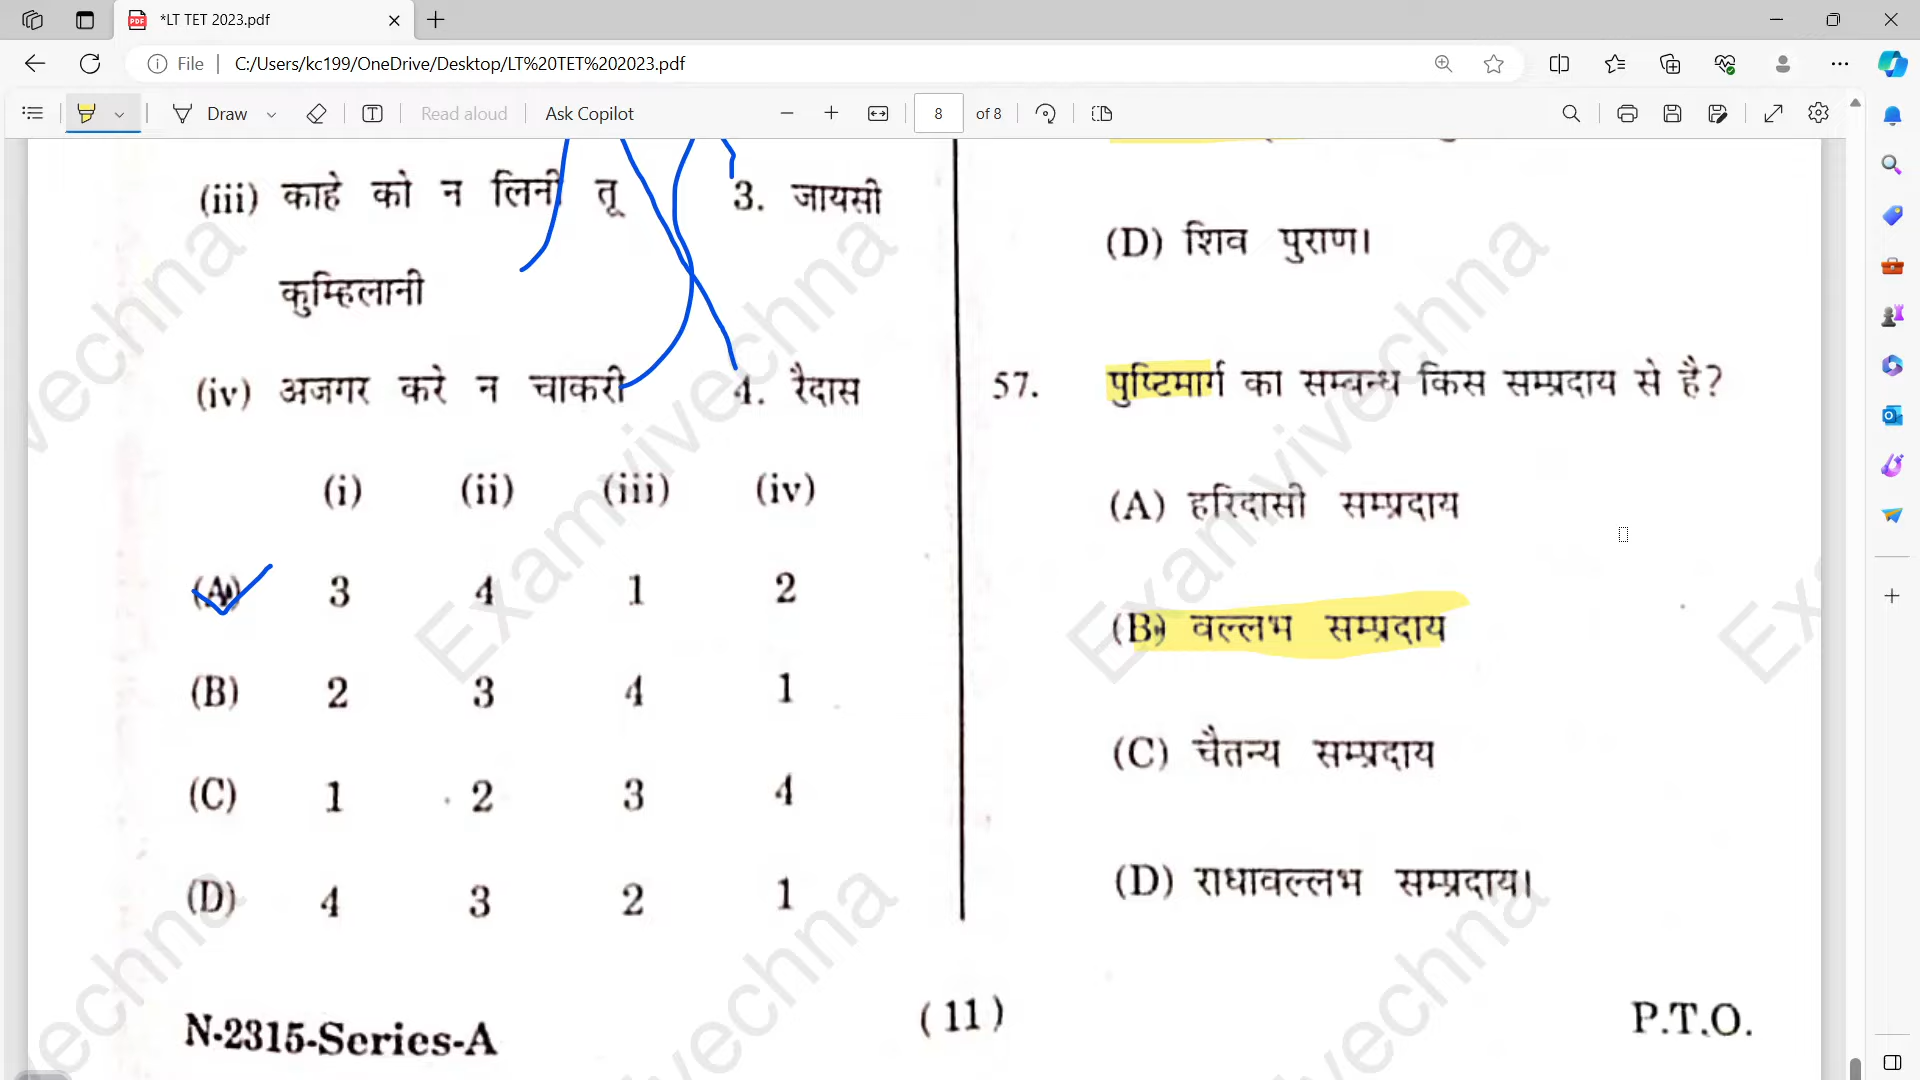 *LT TET 2023.pdf
File
C:/Users/kc199/OneDrive/Desktop/LT%20TET%202023.pdf
Draw
Read aloud
Ask Copilot
8
of 8
(iii) काहे को न लिनी तू
3. जायसी
कुम्हिलानी
(iv) अजगर करे न चाकरी
4. रैदास
(i) (ii) (iii) (iv)
(A) 3 4 1 2
(B) 2 3 4 1
(C) 1 2 3 4
(D) 4 3 2 1
(D) शिव पुराण।
57. पुष्टिमार्ग का सम्बन्ध किस सम्प्रदाय से है?
(A) हरिदासी सम्प्रदाय
(B) वल्लभ सम्प्रदाय
(C) चैतन्य सम्प्रदाय
(D) राधावल्लभ सम्प्रदाय।
N-2315-Series-A
(11)
P.T.O.
Examvivechna
Examvivechna